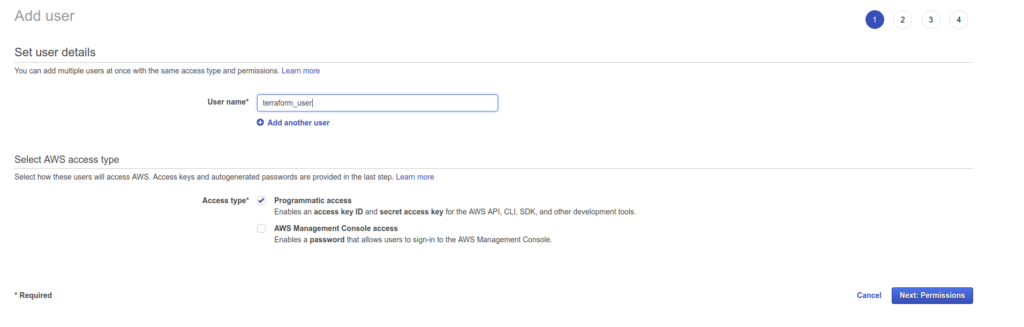 Add user
1 2 3 4
Set user details
You can add multiple users at once with the same access type and permissions. Learn more
User name* terraform_user
Add another user
Select AWS access type
Select how these users will access AWS. Access keys and autogenerated passwords are provided in the last step. Learn more
Access type* Programmatic access
Enables an access key ID and secret access key for the AWS API, CLI, SDK, and other development tools.
AWS Management Console access
Enables a password that allows users to sign-in to the AWS Management Console.
* Required Cancel Next: Permissions